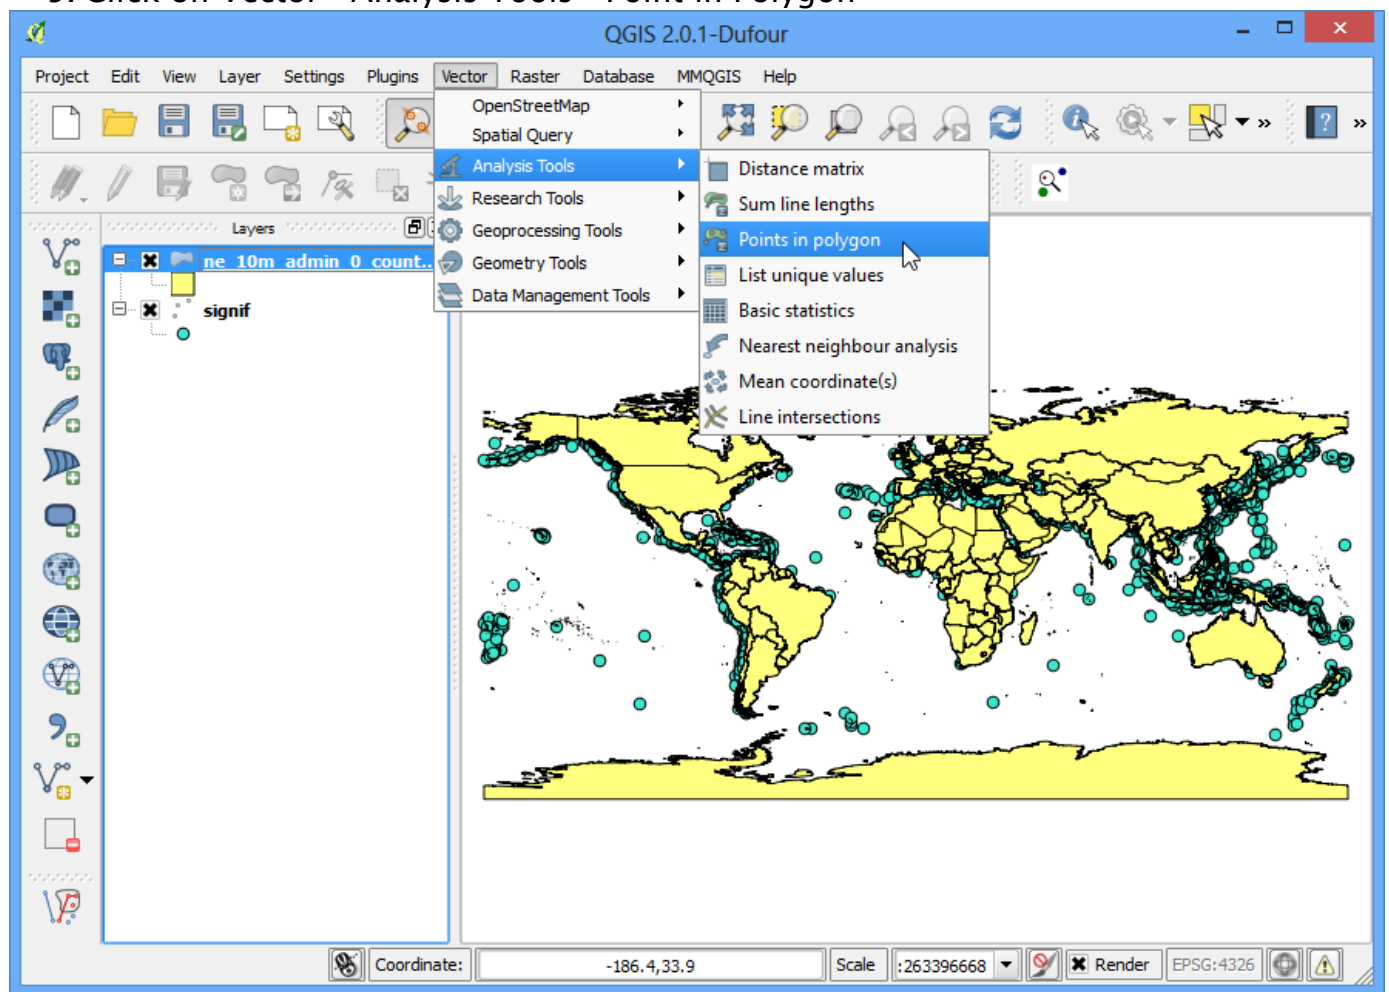 QGIS 2.0.1-Dufour
Project Edit View Layer Settings Plugins Vector Raster Database MMQGIS Help
OpenStreetMap
Spatial Query
Analysis Tools
Research Tools
Geoprocessing Tools
Geometry Tools
Data Management Tools
Distance matrix
Sum line lengths
Points in polygon
List unique values
Basic statistics
Nearest neighbour analysis
Mean coordinate(s)
Line intersections
Layers
ne_10m_admin_0_count..
signif
Coordinate: -186.4,33.9 Scale :263396668 Render EPSG:4326